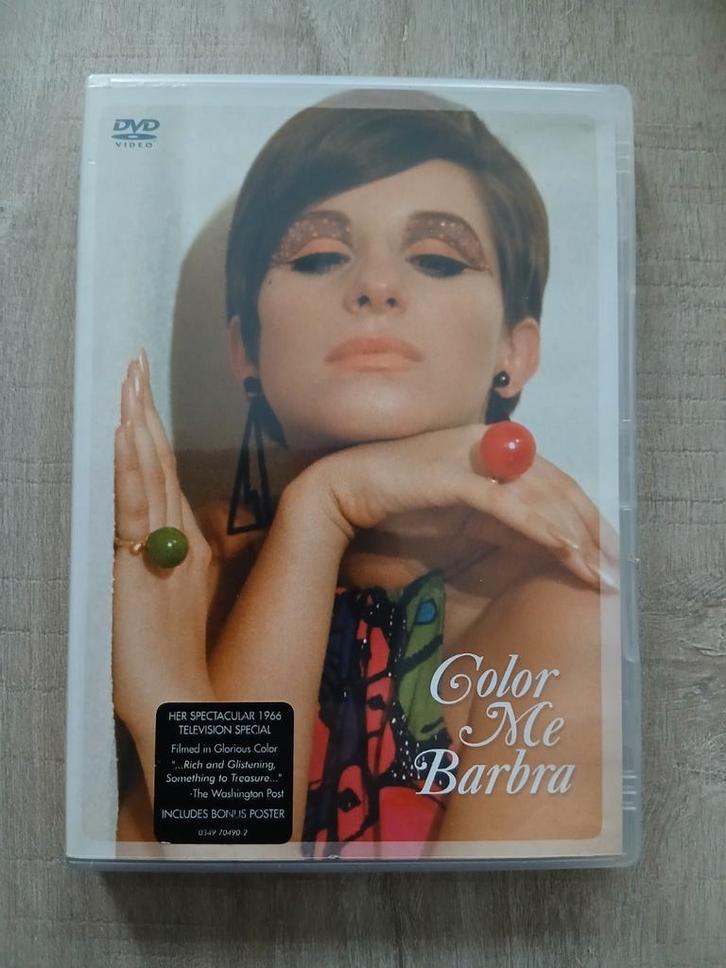 DVD
VIDEO
Color
Me
Barbra
HER SPECTACULAR 1966
TELEVISION SPECIAL
Filmed in Glorious Color
"...Rich and Glistening,
Something to Treasure..."
-The Washington Post
INCLUDES BONUS POSTER
0349 70490-2